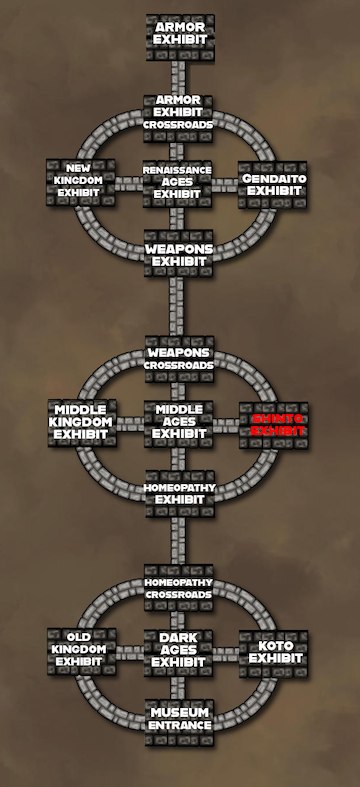 ARMOR
EXHIBIT
ARMOR
EXHIBIT
CROSSROADS
NEW
KINGDOM
EXHIBIT
RENAISSANCE
AGES
EXHIBIT
GENDAITO
EXHIBIT
WEAPONS
EXHIBIT
WEAPONS
CROSSROADS
MIDDLE
KINGDOM
EXHIBIT
MIDDLE
AGES
EXHIBIT
EXHIBIT
HOMEOPATHY
EXHIBIT
HOMEOPATHY
CROSSROADS
OLD
KINGDOM
EXHIBIT
DARK
AGES
EXHIBIT
KOTO
EXHIBIT
MUSEUM
ENTRANCE